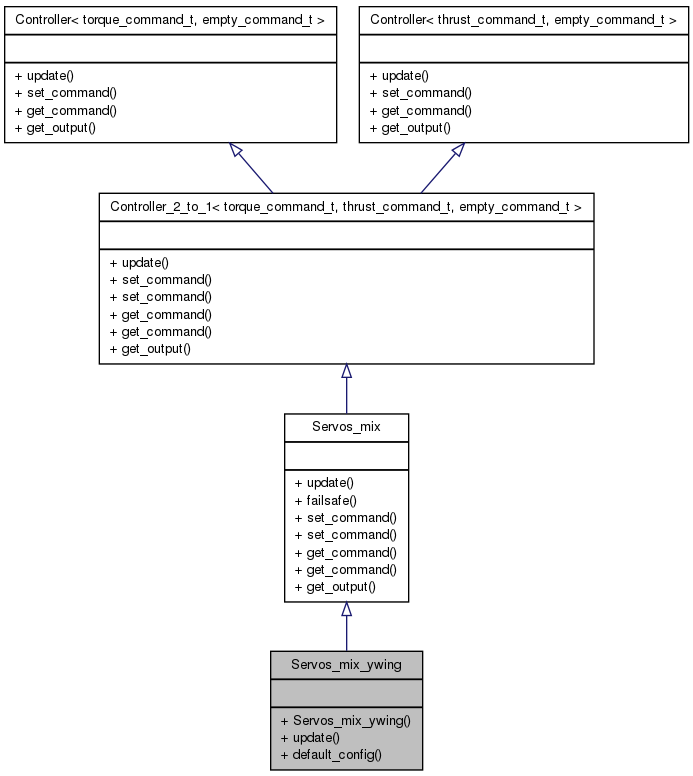 Controller< torque_command_t, empty_command_t >
+ update()
+ set_command()
+ get_command()
+ get_output()
Controller< thrust_command_t, empty_command_t >
+ update()
+ set_command()
+ get_command()
+ get_output()
Controller_2_to_1< torque_command_t, thrust_command_t, empty_command_t >
+ update()
+ set_command()
+ set_command()
+ get_command()
+ get_command()
+ get_output()
Servos_mix
+ update()
+ failsafe()
+ set_command()
+ set_command()
+ get_command()
+ get_command()
+ get_output()
Servos_mix_ywing
+ Servos_mix_ywing()
+ update()
+ default_config()